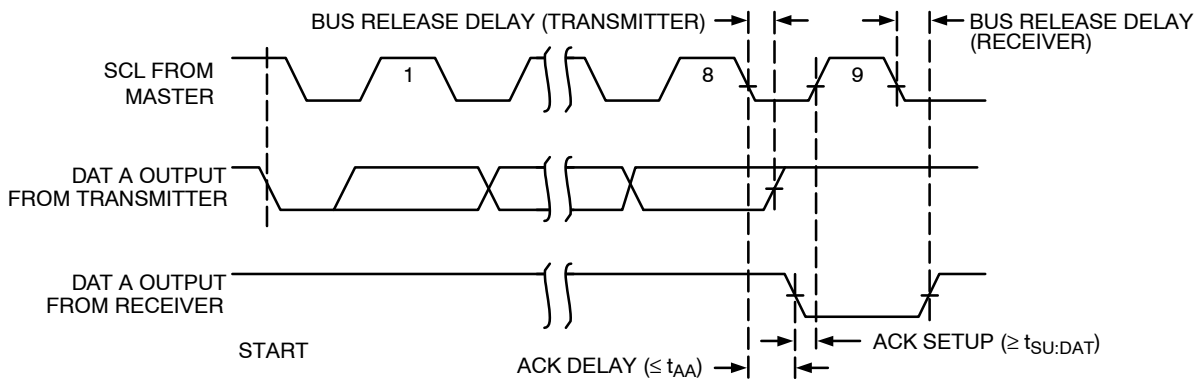 BUS RELEASE DELAY (TRANSMITTER)
BUS RELEASE DELAY
(RECEIVER)
SCL FROM
MASTER
1
8
9
DAT A OUTPUT
FROM TRANSMITTER
DAT A OUTPUT
FROM RECEIVER
START
ACK SETUP (≥ tSU:DAT)
ACK DELAY (≤ tAA)